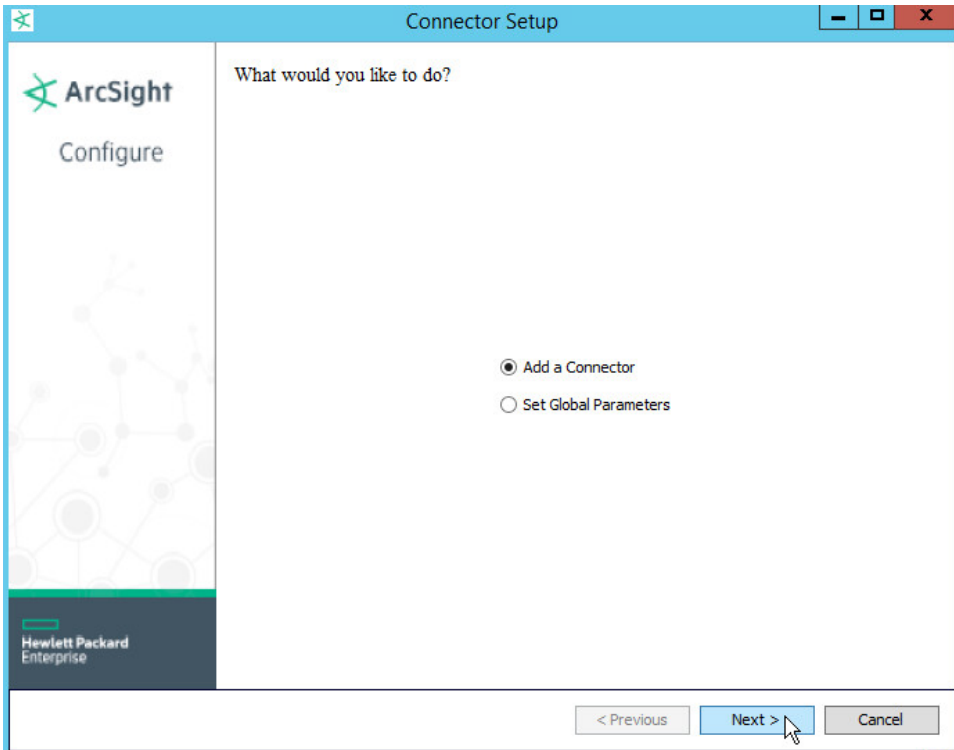 Connector Setup
X
ArcSight
Configure
What would you like to do?
Add a Connector
Set Global Parameters
Hewlett Packard
Enterprise
< Previous
Next >
Cancel